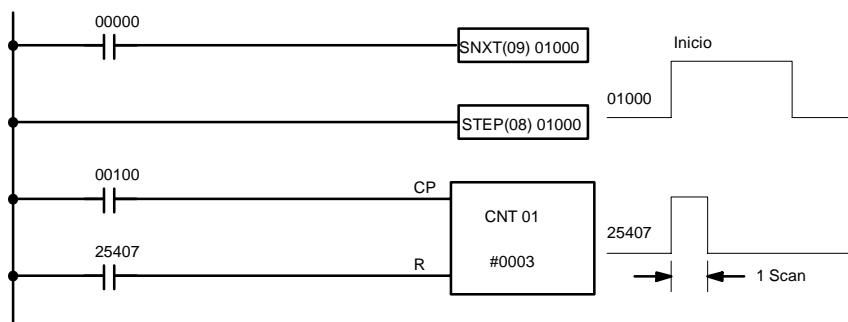 00000
SNXT(09) 01000
Inicio
01000
STEP(08) 01000
00100
CP
CNT 01
#0003
25407
R
25407
1 Scan